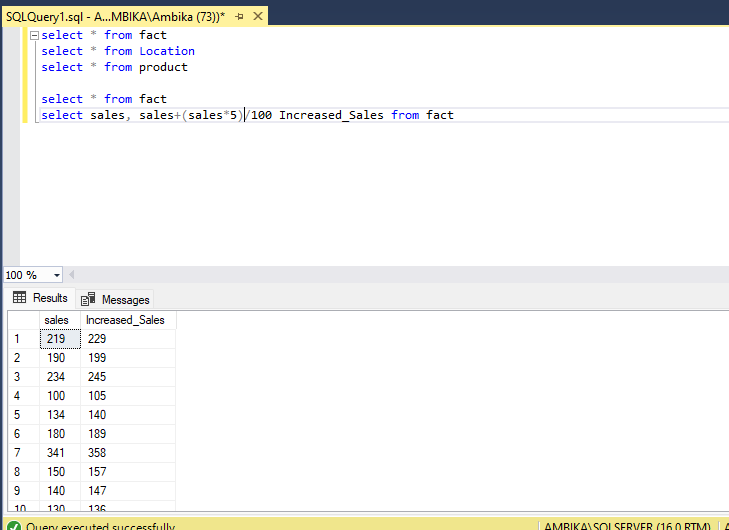 SQLQuery1.sql - A...MBIKA\Ambika (73))*
select * from fact
select * from Location
select * from product
select * from fact
select sales, sales+(sales*5)/100 Increased_Sales from fact
100 %
Results Messages
sales Increased_Sales
1 219 229
2 190 199
3 234 245
4 100 105
5 134 140
6 180 189
7 341 358
8 150 157
9 140 147
10 130 136
Query executed successfully. AMBIKA\SQLSERVER (16.0 RTM)